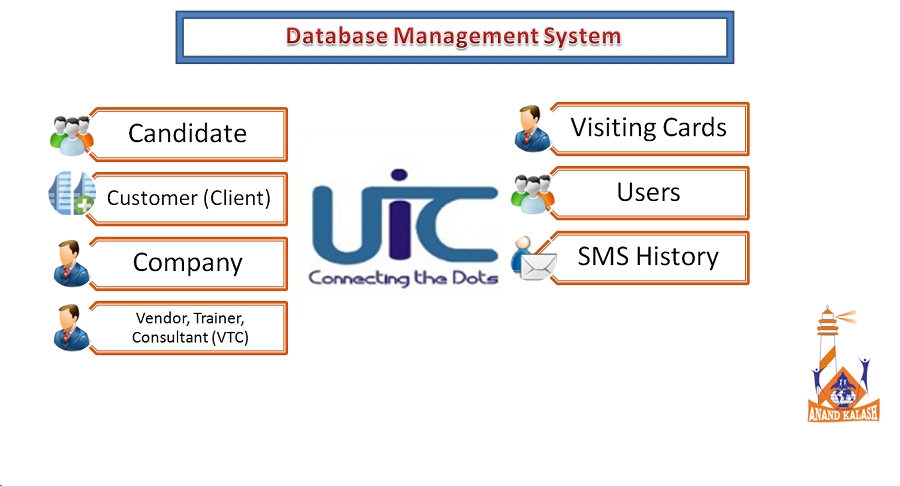 Database Management System
Candidate
Customer (Client)
Company
Vendor, Trainer,
Consultant (VTC)
UiC
Connecting the Dots
Visiting Cards
Users
SMS History
ANAND KALASH